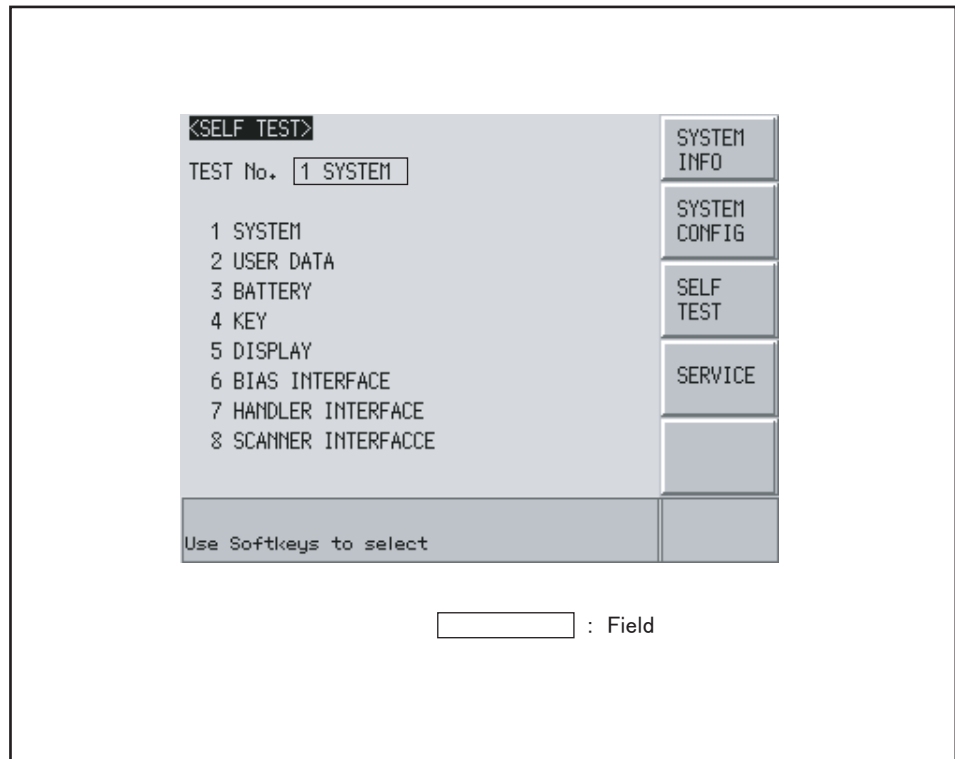 <SELF TEST>
TEST No. 1 SYSTEM
1 SYSTEM
2 USER DATA
3 BATTERY
4 KEY
5 DISPLAY
6 BIAS INTERFACE
7 HANDLER INTERFACE
8 SCANNER INTERFACCE
SYSTEM
INFO
SYSTEM
CONFIG
SELF
TEST
SERVICE
Use Softkeys to select
: Field